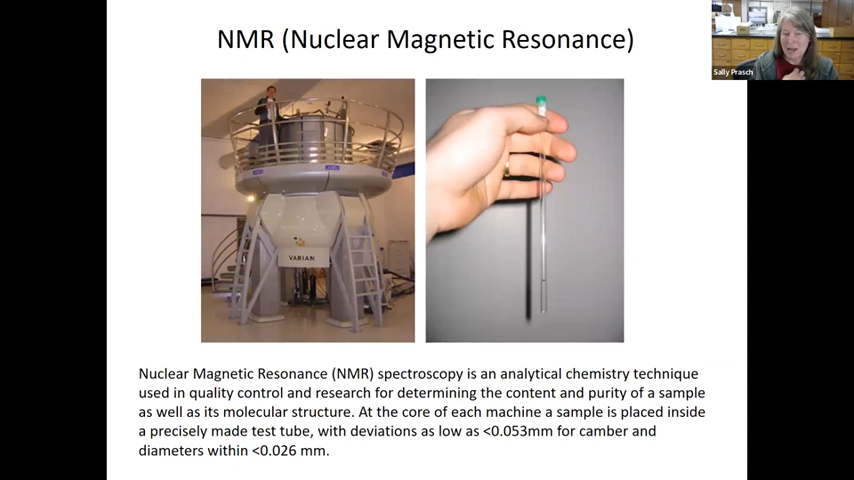 NMR (Nuclear Magnetic Resonance)
Sally Prasch
VARIAN
Nuclear Magnetic Resonance (NMR) spectroscopy is an analytical chemistry technique
used in quality control and research for determining the content and purity of a sample
as well as its molecular structure. At the core of each machine a sample is placed inside
a precisely made test tube, with deviations as low as <0.053mm for camber and
diameters within <0.026 mm.